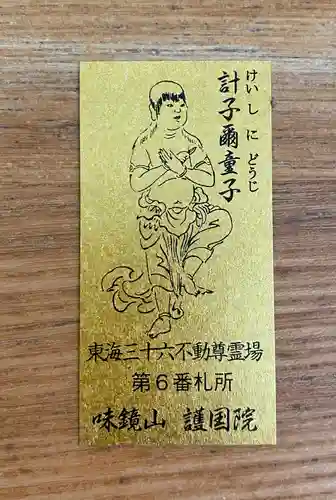 計子爾童子
けいしにどうじ
東海三十六不動尊霊場
第6番札所
味鏡山 護国院